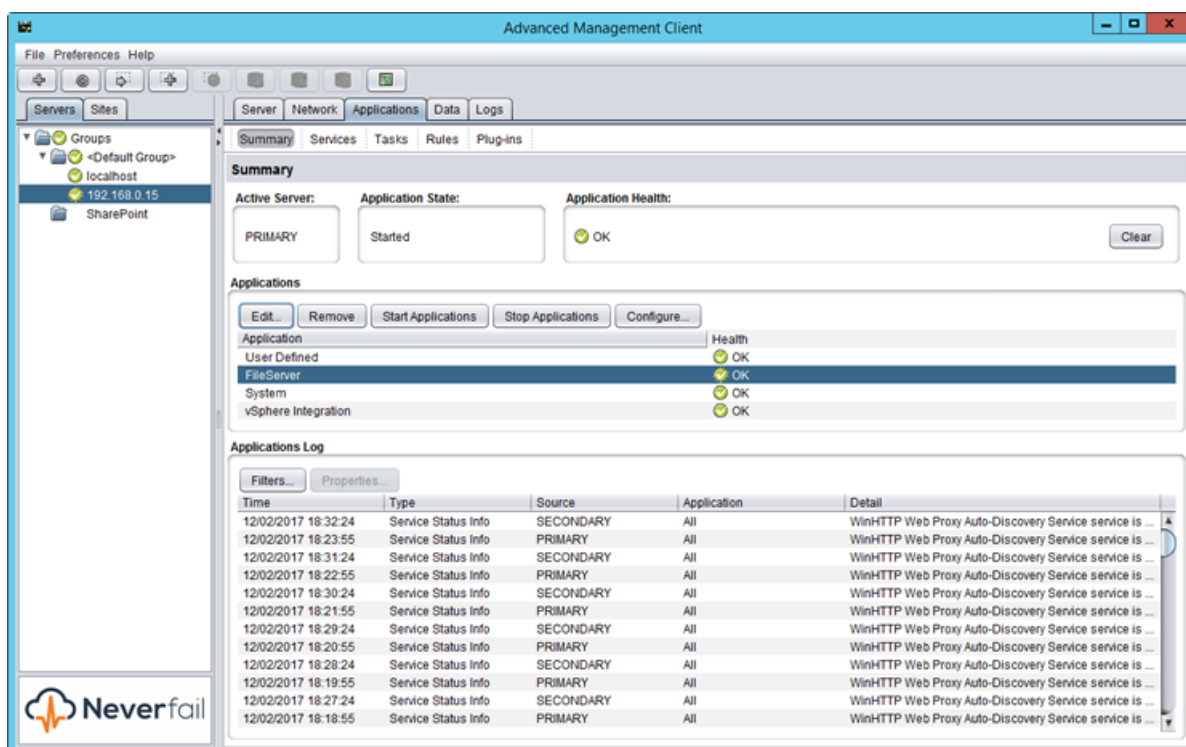 Advanced Management Client
File Preferences Help
Servers Sites
Groups
<Default Group>
localhost
192.168.0.15
SharePoint
Neverfail
Server Network Applications Data Logs
Summary Services Tasks Rules Plug-ins
Summary
Active Server: Application State: Application Health:
PRIMARY Started OK Clear
Applications
Edit... Remove Start Applications Stop Applications Configure...
Application Health
User Defined OK
FileServer OK
System OK
vSphere Integration OK
Applications Log
Filters... Properties...
Time Type Source Application Detail
12/02/2017 18:32:24 Service Status Info SECONDARY All WinHTTP Web Proxy Auto-Discovery Service service is ...
12/02/2017 18:23:55 Service Status Info PRIMARY All WinHTTP Web Proxy Auto-Discovery Service service is ...
12/02/2017 18:31:24 Service Status Info SECONDARY All WinHTTP Web Proxy Auto-Discovery Service service is ...
12/02/2017 18:22:55 Service Status Info PRIMARY All WinHTTP Web Proxy Auto-Discovery Service service is ...
12/02/2017 18:30:24 Service Status Info SECONDARY All WinHTTP Web Proxy Auto-Discovery Service service is ...
12/02/2017 18:21:55 Service Status Info PRIMARY All WinHTTP Web Proxy Auto-Discovery Service service is ...
12/02/2017 18:29:24 Service Status Info SECONDARY All WinHTTP Web Proxy Auto-Discovery Service service is ...
12/02/2017 18:20:55 Service Status Info PRIMARY All WinHTTP Web Proxy Auto-Discovery Service service is ...
12/02/2017 18:28:24 Service Status Info SECONDARY All WinHTTP Web Proxy Auto-Discovery Service service is ...
12/02/2017 18:19:55 Service Status Info PRIMARY All WinHTTP Web Proxy Auto-Discovery Service service is ...
12/02/2017 18:27:24 Service Status Info SECONDARY All WinHTTP Web Proxy Auto-Discovery Service service is ...
12/02/2017 18:18:55 Service Status Info PRIMARY All WinHTTP Web Proxy Auto-Discovery Service service is ...